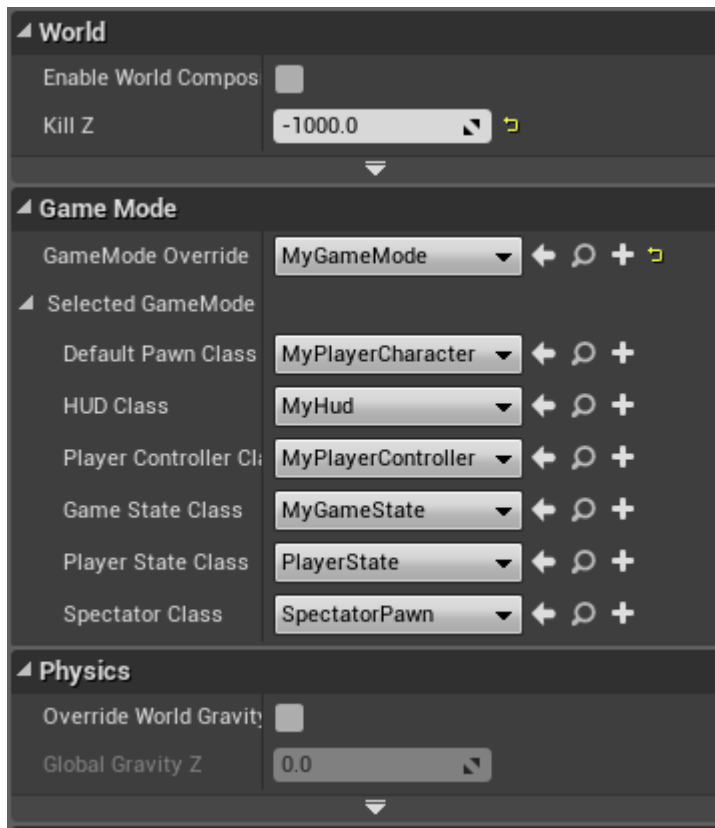 World
Enable World Compos
Kill Z -1000.0
Game Mode
GameMode Override MyGameMode
Selected GameMode
Default Pawn Class MyPlayerCharacter
HUD Class MyHud
Player Controller Cla MyPlayerController
Game State Class MyGameState
Player State Class PlayerState
Spectator Class SpectatorPawn
Physics
Override World Gravity
Global Gravity Z 0.0